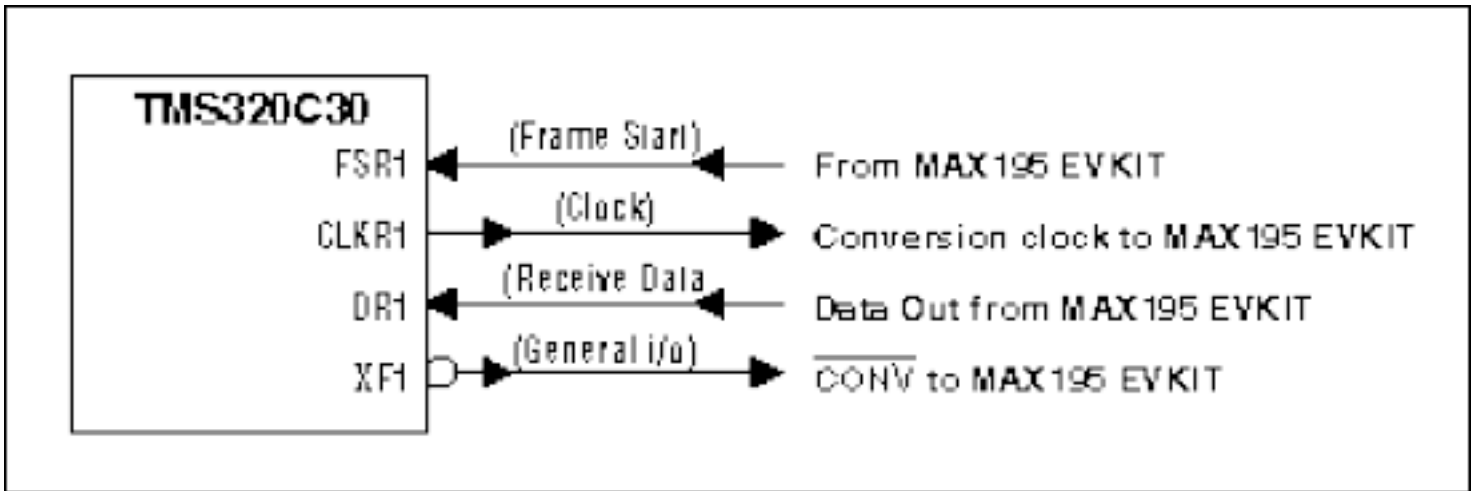 TMS320C30
FSR1 (Frame Start) From MAX195 EVKIT
CLKR1 (Clock) Conversion clock to MAX195 EVKIT
DR1 (Receive Data Data Out from MAX195 EVKIT
XF1 (General i/o) CONV to MAX195 EVKIT